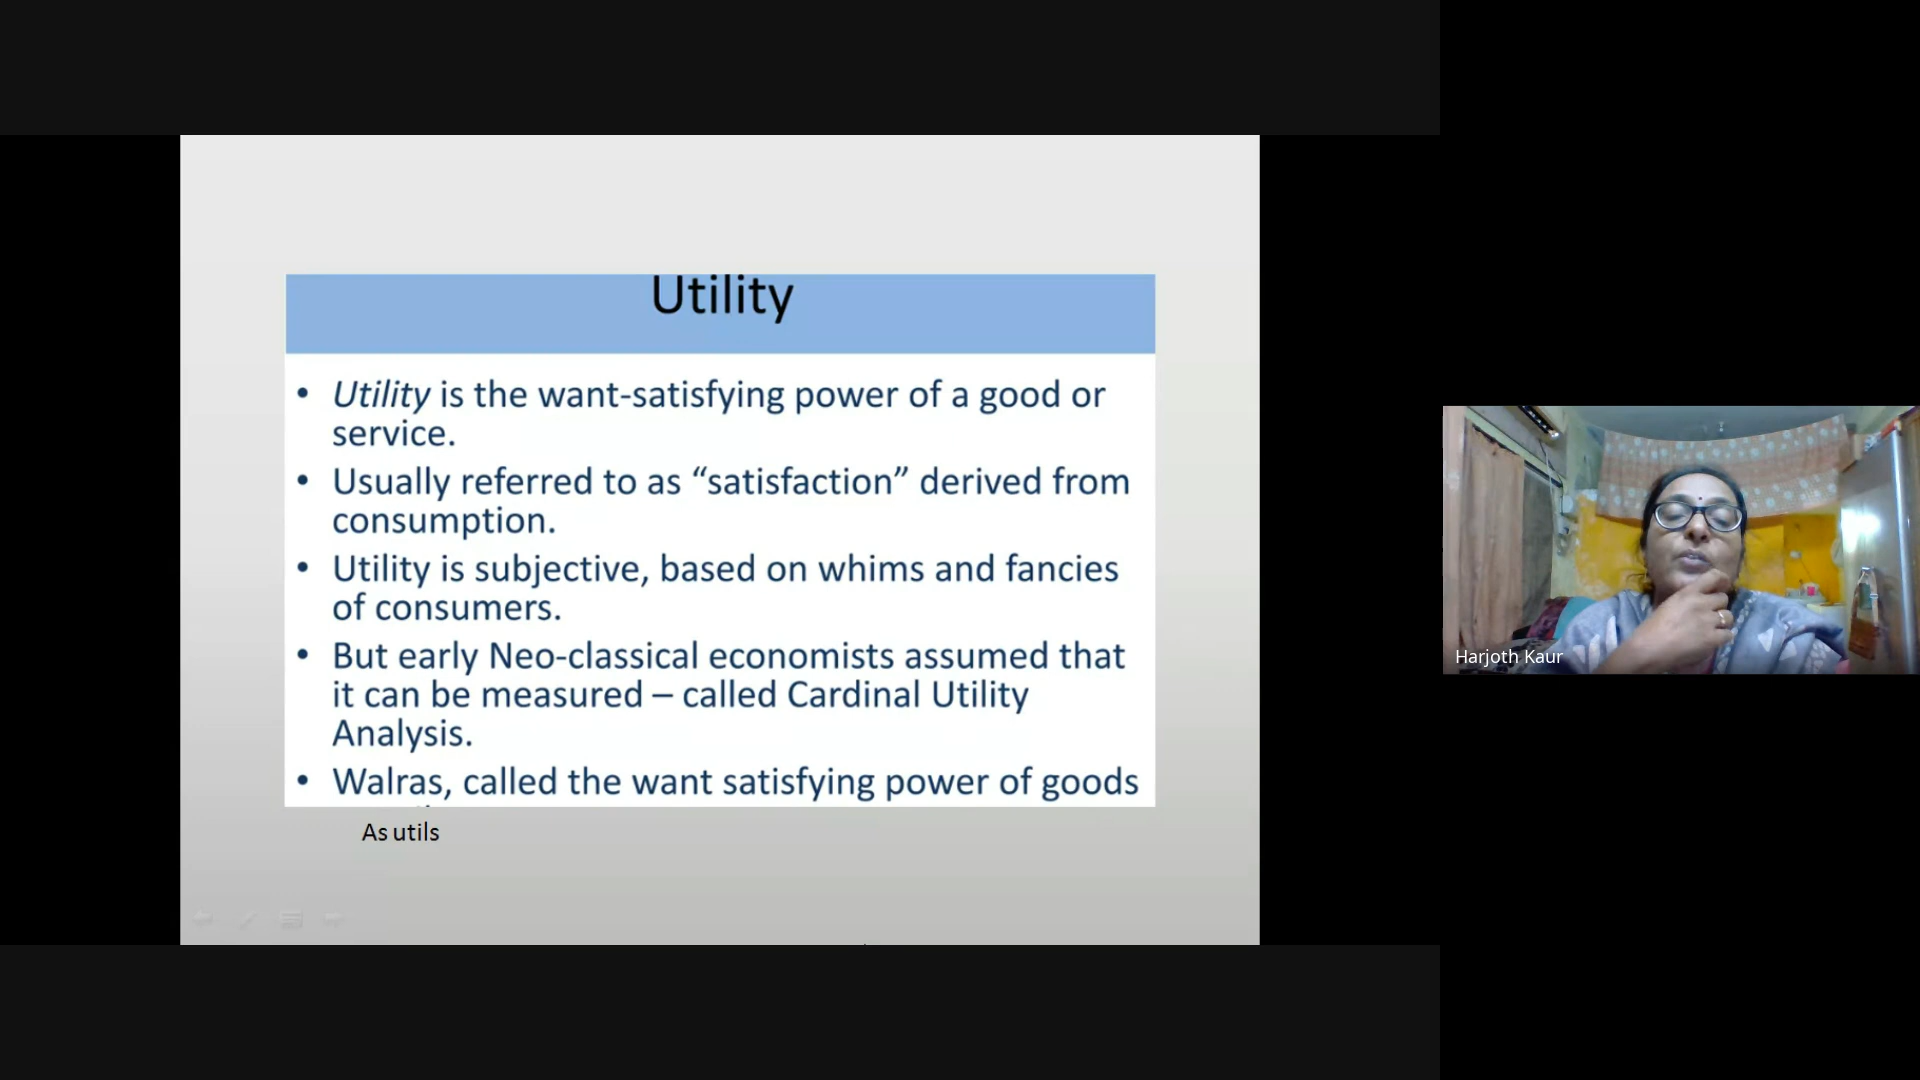 Utility
• Utility is the want-satisfying power of a good or
service.
• Usually referred to as “satisfaction” derived from
consumption.
• Utility is subjective, based on whims and fancies
of consumers.
• But early Neo-classical economists assumed that
it can be measured – called Cardinal Utility
Analysis.
• Walras, called the want satisfying power of goods
As utils
Harjoth Kaur